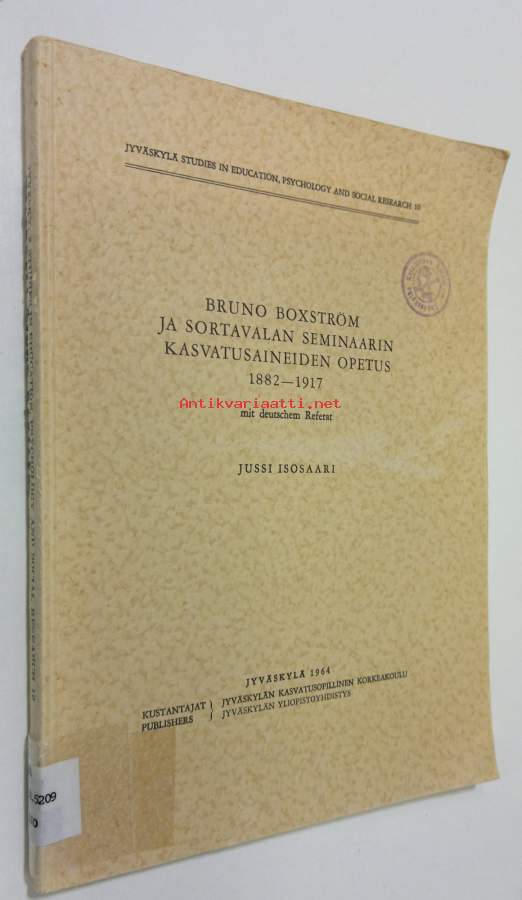 JYVÄSKYLÄ STUDIES IN EDUCATION, PSYCHOLOGY AND SOCIAL RESEARCH 10
BRUNO BOXSTRÖM
JA SORTAVALAN SEMINAARIN
KASVATUSAINEIDEN OPETUS
1882—1917
Antikvariaatti.net
mit deutschem Referat
JUSSI ISOSAARI
JYVÄSKYLÄ 1964
KUSTANTAJAT
PUBLISHERS
JYVÄSKYLÄN KASVATUSOPILLINEN KORKEAKOULU
JYVÄSKYLÄN YLIOPISTOYHDISTYS